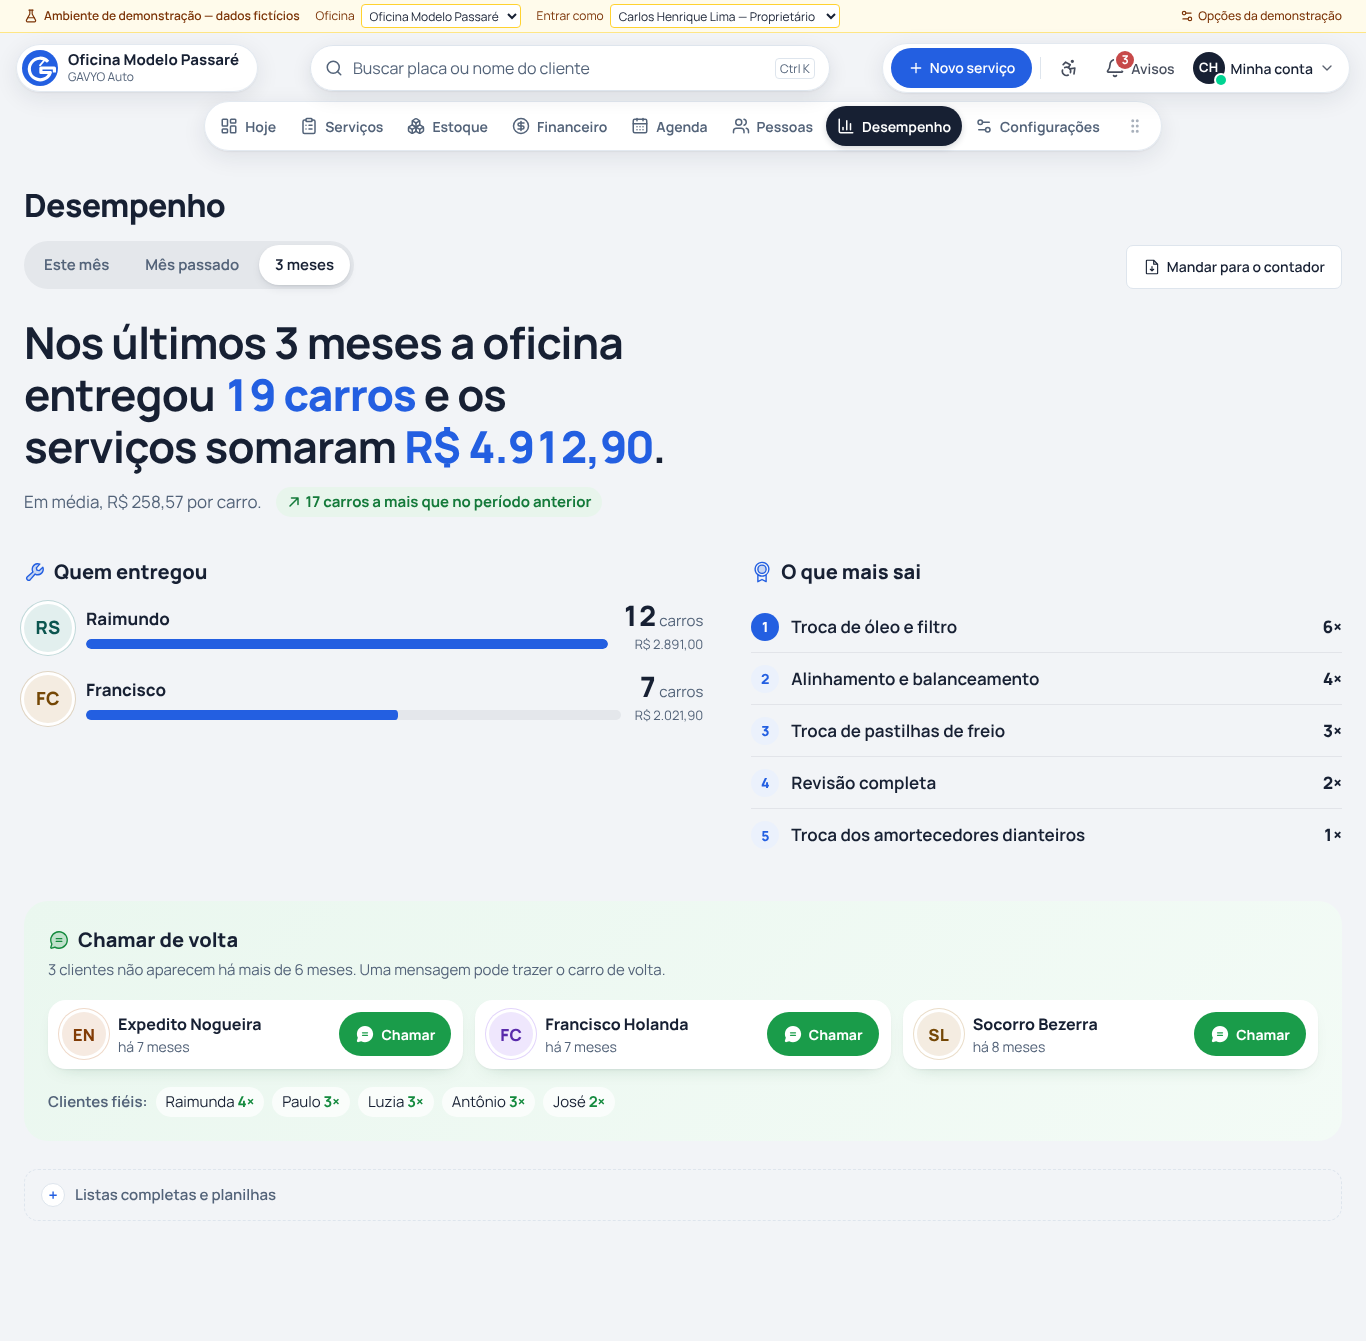 Ambiente de demonstração — dados fictícios Oficina Oficina Modelo Passaré Entrar como Carlos Henrique Lima — Proprietário Opções da demonstração
Oficina Modelo Passaré
GAVYO Auto
Buscar placa ou nome do cliente Ctrl K
+ Novo serviço 3 Avisos CH Minha conta
Hoje Serviços Estoque Financeiro Agenda Pessoas Desempenho Configurações
Desempenho
Este mês Mês passado 3 meses
Mandar para o contador
Nos últimos 3 meses a oficina
entregou 19 carros e os
serviços somaram R$ 4.912,90.
Em média, R$ 258,57 por carro. 17 carros a mais que no período anterior
Quem entregou
RS Raimundo 12 carros
R$ 2.891,00
FC Francisco 7 carros
R$ 2.021,90
O que mais sai
1 Troca de óleo e filtro 6×
2 Alinhamento e balanceamento 4×
3 Troca de pastilhas de freio 3×
4 Revisão completa 2×
5 Troca dos amortecedores dianteiros 1×
Chamar de volta
3 clientes não aparecem há mais de 6 meses. Uma mensagem pode trazer o carro de volta.
EN Expedito Nogueira
há 7 meses
Chamar
FC Francisco Holanda
há 7 meses
Chamar
SL Socorro Bezerra
há 8 meses
Chamar
Clientes fiéis: Raimunda 4× Paulo 3× Luzia 3× Antônio 3× José 2×
+ Listas completas e planilhas